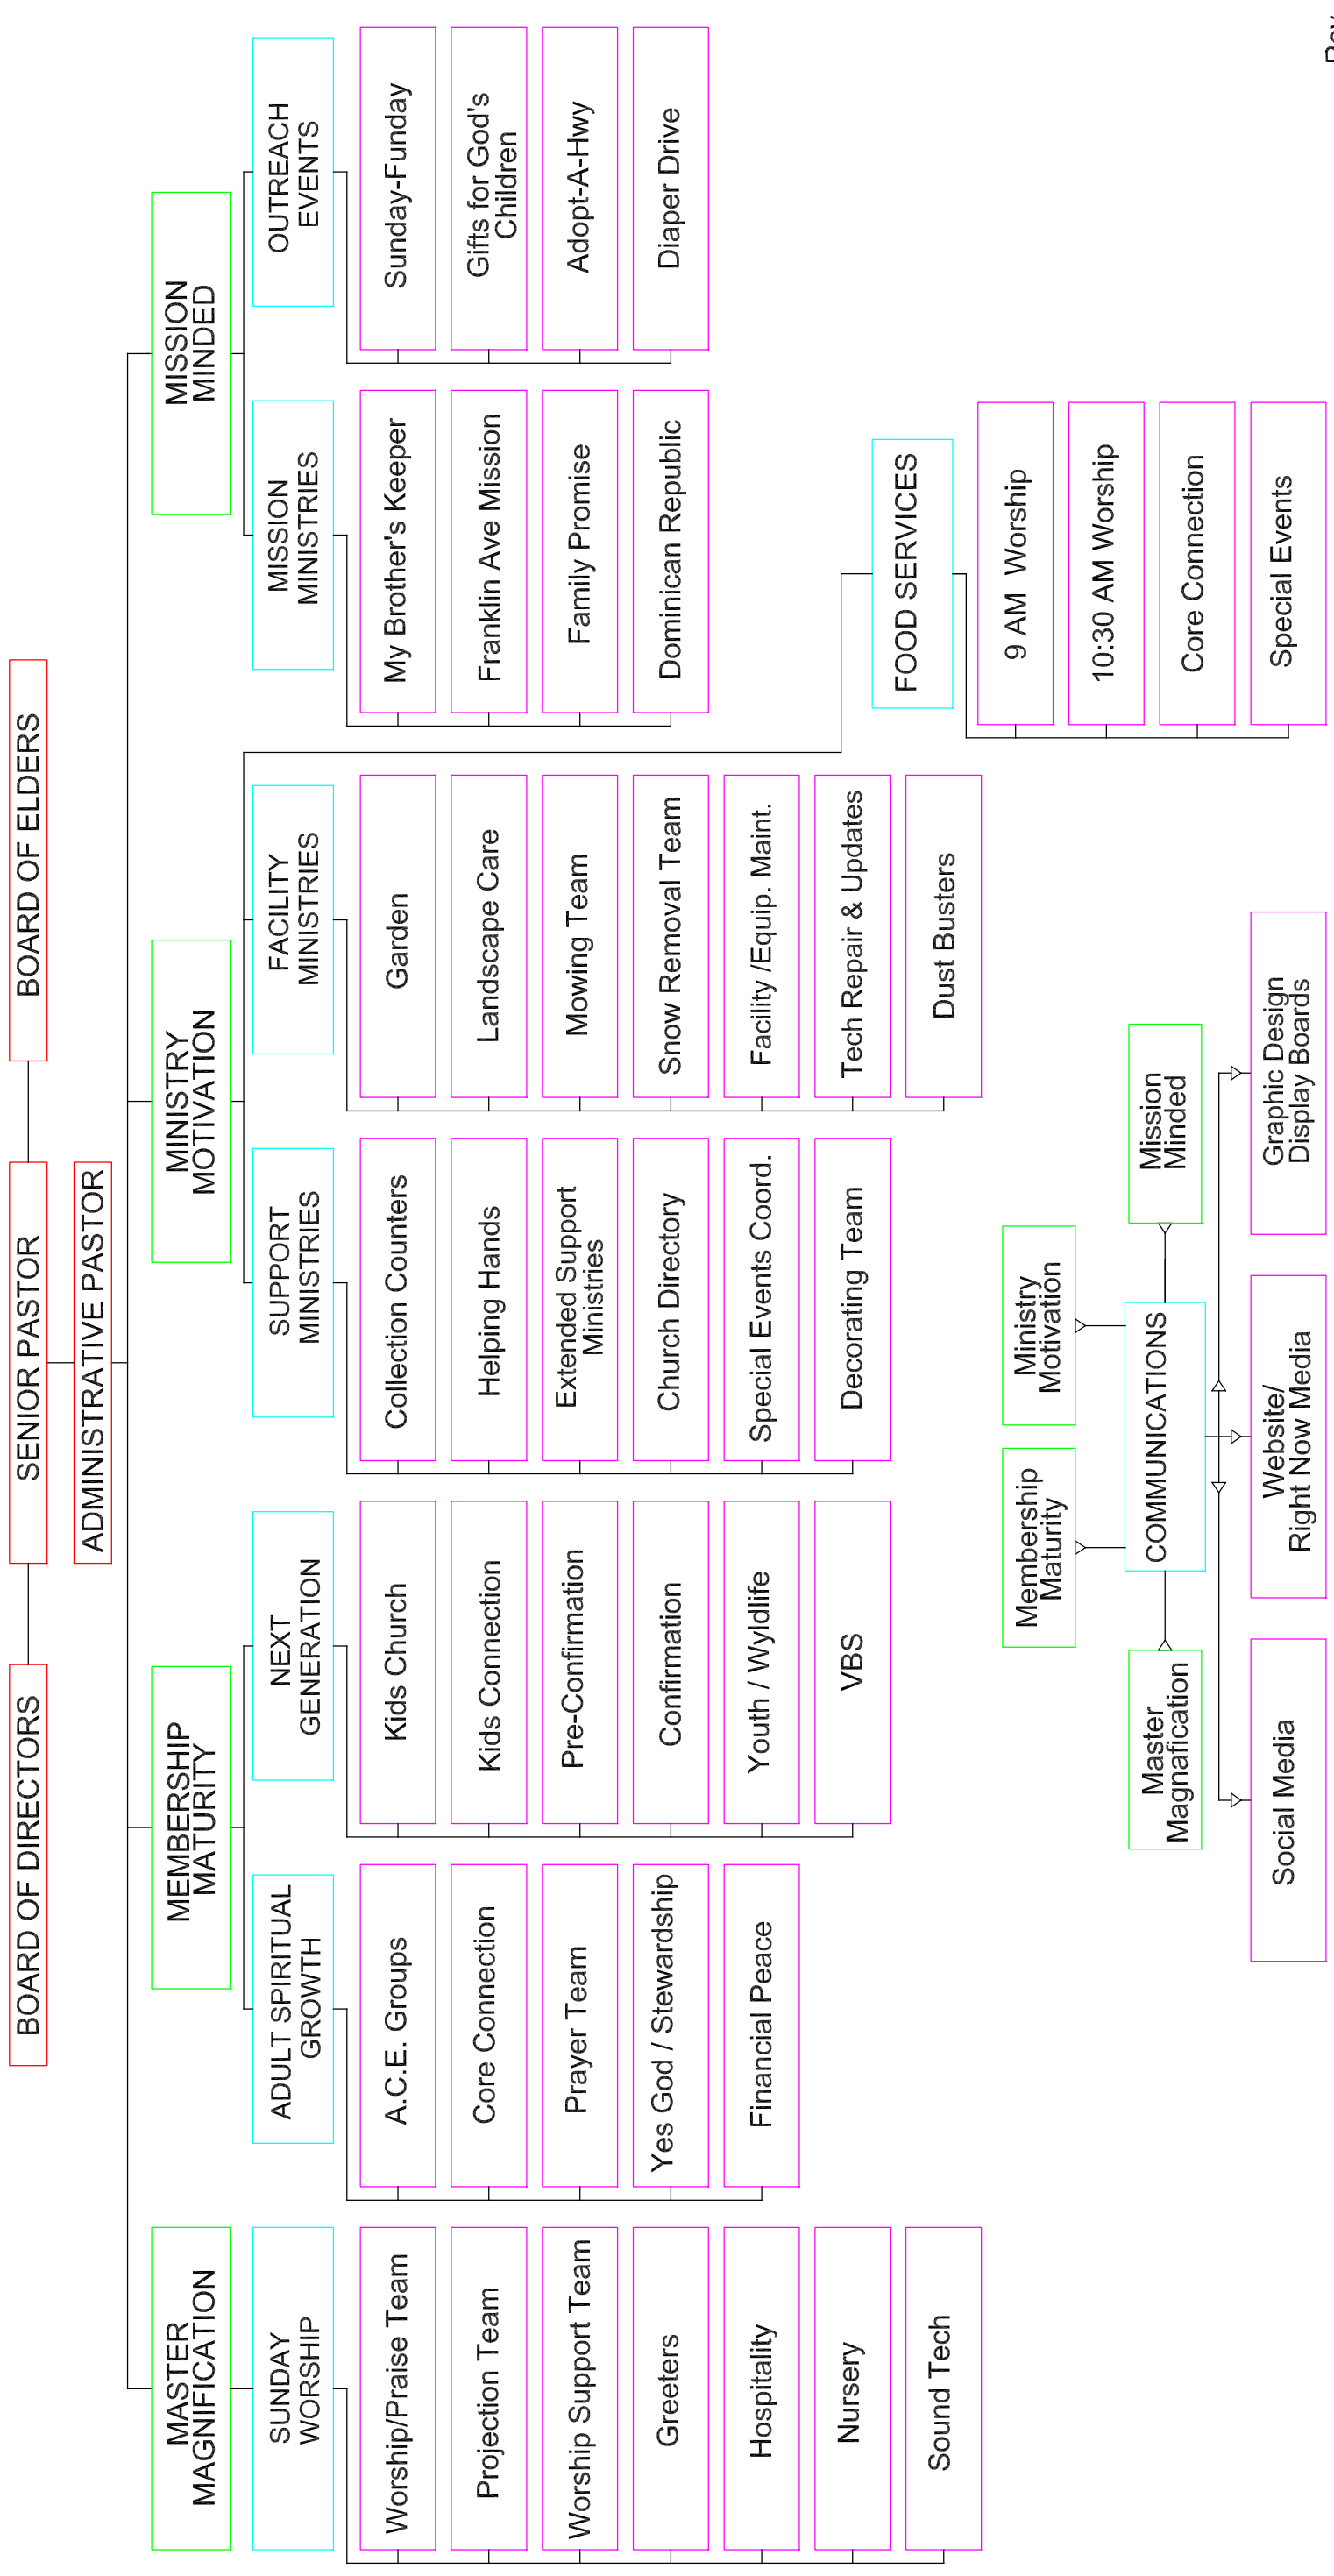 BOARD OF DIRECTORS
SENIOR PASTOR
BOARD OF ELDERS
ADMINISTRATIVE PASTOR
MASTER
MAGNIFICATION
SUNDAY
WORSHIP
Worship/Praise Team
Projection Team
Worship Support Team
Greeters
Hospitality
Nursery
Sound Tech
MEMBERSHIP
MATURITY
ADULT SPIRITUAL
GROWTH
A.C.E. Groups
Core Connection
Prayer Team
Yes God / Stewardship
Financial Peace
NEXT
GENERATION
Kids Church
Kids Connection
Pre-Confirmation
Confirmation
Youth / Wyldlife
VBS
MINISTRY
MOTIVATION
SUPPORT
MINISTRIES
Collection Counters
Helping Hands
Extended Support
Ministries
Church Directory
Special Events Coord.
Decorating Team
FACILITY
MINISTRIES
Garden
Landscape Care
Mowing Team
Snow Removal Team
Facility /Equip. Maint.
Tech Repair & Updates
Dust Busters
FOOD SERVICES
9 AM  Worship
10:30 AM Worship
Core Connection
Special Events
MISSION
MINDED
MISSION
MINISTRIES
My Brother's Keeper
Franklin Ave Mission
Family Promise
Dominican Republic
OUTREACH
EVENTS
Sunday-Funday
Gifts for God's
Children
Adopt-A-Hwy
Diaper Drive
Membership
Maturity
Ministry
Motivation
Master
Magnafication
COMMUNICATIONS
Mission
Minded
Social Media
Website/
Right Now Media
Graphic Design
Display Boards